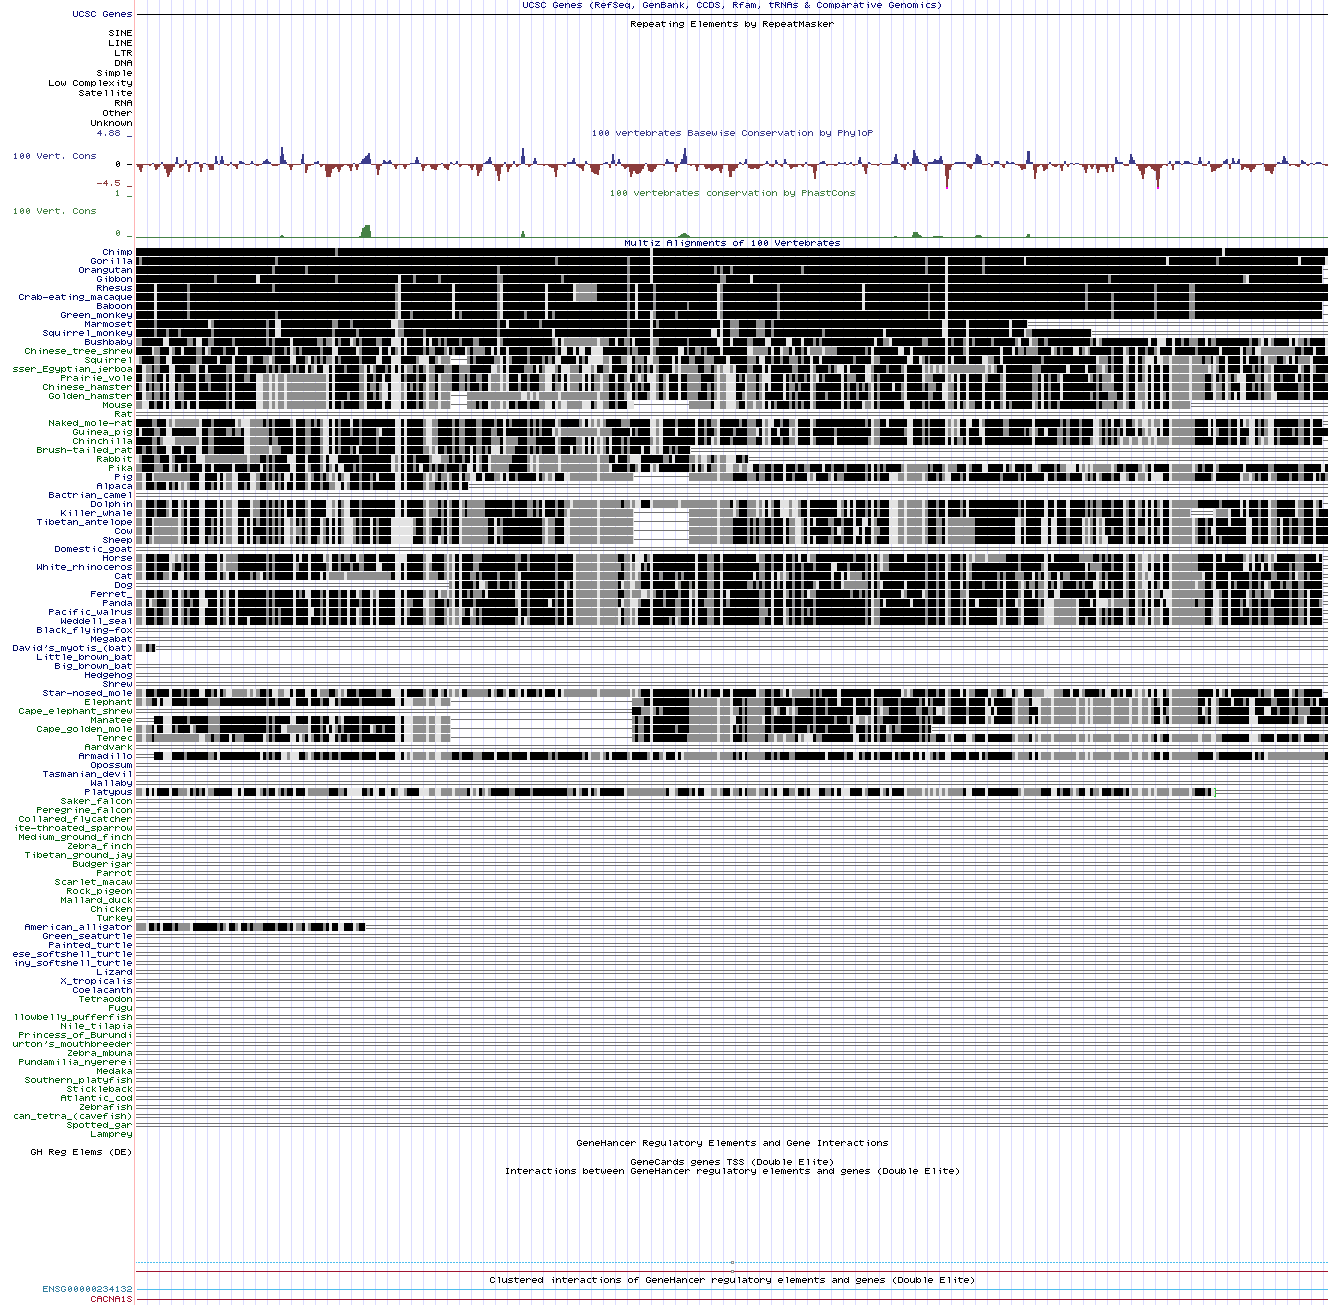 UCSC Genes (RefSeq, GenBank, CCDS, Rfam, tRNAs & Comparative Genomics)
UCSC Genes
Repeating Elements by RepeatMasker
SINE
LINE
LTR
DNA
Simple
Low Complexity
Satellite
RNA
Other
Unknown
4.88 _
100 vertebrates Basewise Conservation by PhyloP
100 Vert. Cons
0 -
-4.5 _
100 vertebrates conservation by PhastCons
1 _
100 Vert. Cons
0 _
Multiz Alignments of 100 Vertebrates
Chimp
Gorilla
Orangutan
Gibbon
Rhesus
Crab-eating_macaque
Baboon
Green_monkey
Marmoset
Squirrel_monkey
Bushbaby
Chinese_tree_shrew
Squirrel
sser_Egyptian_jerboa
Prairie_vole
Chinese_hamster
Golden_hamster
Mouse
Rat
Naked_mole-rat
Guinea_pig
Chinchilla
Brush-tailed_rat
Rabbit
Pika
Pig
Alpaca
Bactrian_camel
Dolphin
Killer_whale
Tibetan_antelope
Cow
Sheep
Domestic_goat
Horse
White_rhinoceros
Cat
Dog
Ferret_
Panda
Pacific_walrus
Weddell_seal
Black_flying-fox
Megabat
David's_myotis_(bat)
Little_brown_bat
Big_brown_bat
Hedgehog
Shrew
Star-nosed_mole
Elephant
Cape_elephant_shrew
Manatee
Cape_golden_mole
Tenrec
Aardvark
Armadillo
Opossum
Tasmanian_devil
Wallaby
Platypus
Saker_falcon
Peregrine_falcon
Collared_flycatcher
ite-throated_sparrow
Medium_ground_finch
Zebra_finch
Tibetan_ground_jay
Budgerigar
Parrot
Scarlet_macaw
Rock_pigeon
Mallard_duck
Chicken
Turkey
American_alligator
Green_seaturtle
Painted_turtle
ese_softshell_turtle
iny_softshell_turtle
Lizard
X_tropicalis
Coelacanth
Tetraodon
Fugu
llowbelly_pufferfish
Nile_tilapia
Princess_of_Burundi
urton's_mouthbreeder
Zebra_mbuna
Pundamilia_nyererei
Medaka
Southern_platyfish
Stickleback
Atlantic_cod
Zebrafish
can_tetra_(cavefish)
Spotted_gar
Lamprey
GeneHancer Regulatory Elements and Gene Interactions
GH Reg Elems (DE)
GeneCards genes TSS (Double Elite)
Interactions between GeneHancer regulatory elements and genes (Double Elite)
Clustered interactions of GeneHancer regulatory elements and genes (Double Elite)
ENSG00000234132
CACNA1S